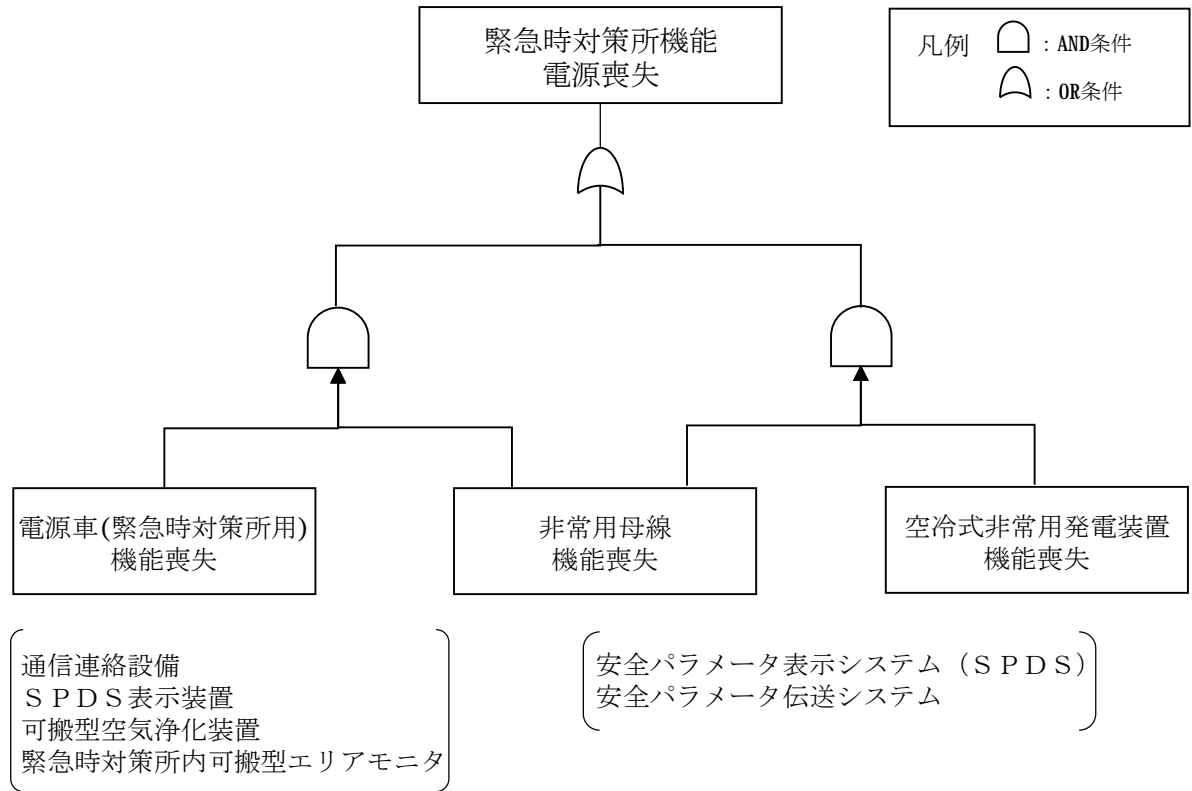 緊急時対策所機能
電源喪失
凡例 ：AND条件
：OR条件
電源車(緊急時対策所用)
機能喪失
非常用母線
機能喪失
空冷式非常用発電装置
機能喪失
通信連絡設備
ＳＰＤＳ表示装置
可搬型空気浄化装置
緊急時対策所内可搬型エリアモニタ
安全パラメータ表示システム（ＳＰＤＳ）
安全パラメータ伝送システム